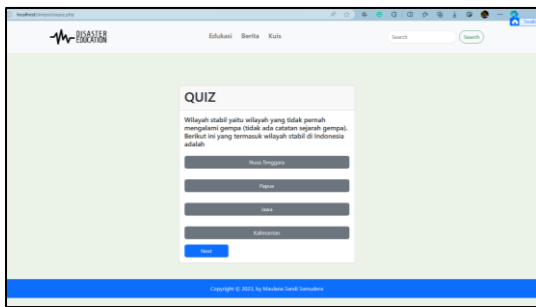 DISASTER
EDUCATION
Edukasi Berita Kuis
Search
Search
QUIZ
Wilayah stabil yaitu wilayah yang tidak pernah
mengalami gempa (tidak ada catatan sejarah gempa).
Berikut ini yang termasuk wilayah stabil di Indonesia
adalah
Nusa Tenggara
Papua
Jawa
Kalimantan
Next
Copyright © 2023, by Maulana Sandi Samudera